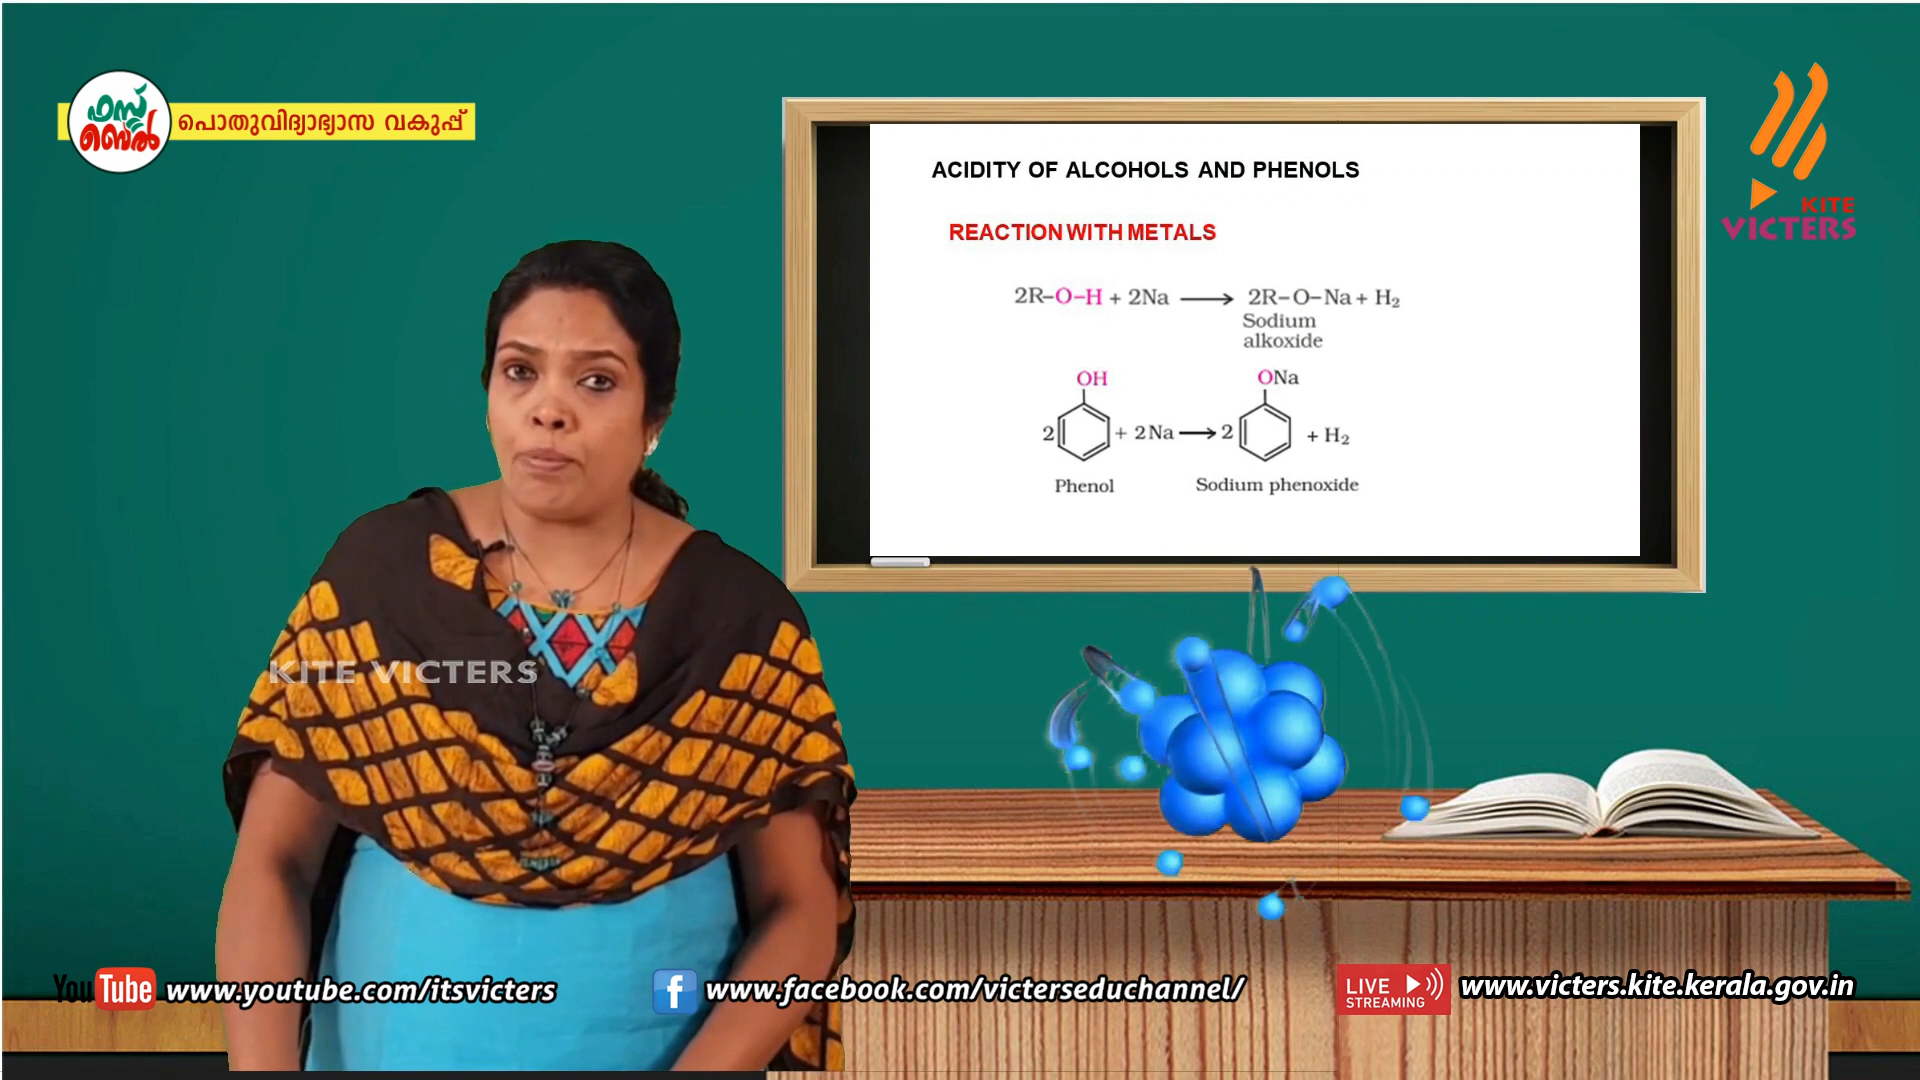 ഫസ്റ്റ്
ബെൽ
പൊതുവിദ്യാഭ്യാസ വകുപ്പ്
KITE
VICTERS
ACIDITY OF ALCOHOLS AND PHENOLS
REACTION WITH METALS
2R–O–H + 2Na ⟶ 2R–O–Na + H₂
Sodium
alkoxide
OH
ONa
2 + 2Na ⟶ 2 + H₂
Phenol
Sodium phenoxide
KITE VICTERS
YouTube www.youtube.com/itsvicters
f www.facebook.com/victerseduchannel/
LIVE
STREAMING
www.victers.kite.kerala.gov.in